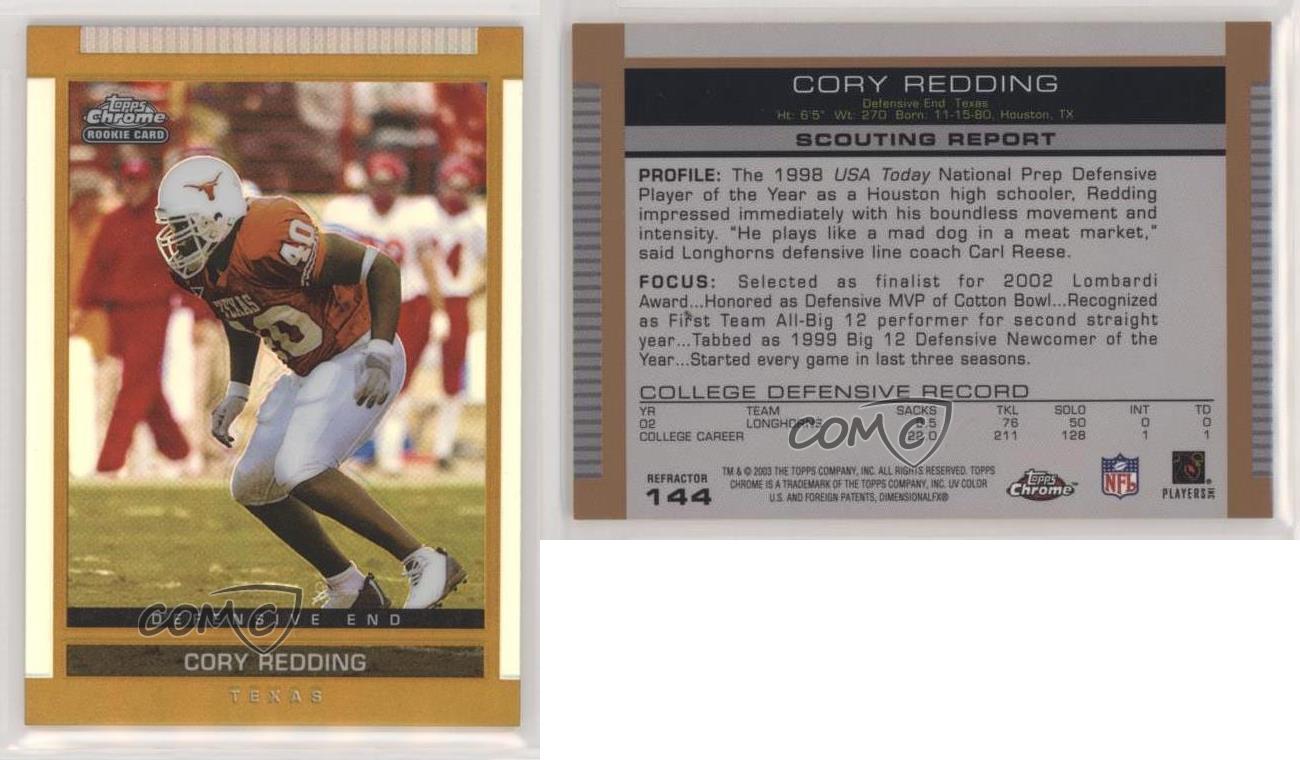 Topps
Chrome
ROOKIE CARD
40
TEXAS
40
DEFENSIVE END
CORY REDDING
TEXAS
COMC
CORY REDDING
Defensive End Texas
Ht: 6'5" Wt: 270 Born: 11-15-80, Houston, TX
SCOUTING REPORT
PROFILE: The 1998 USA Today National Prep Defensive
Player of the Year as a Houston high schooler, Redding
impressed immediately with his boundless movement and
intensity. "He plays like a mad dog in a meat market,"
said Longhorns defensive line coach Carl Reese.
FOCUS: Selected as finalist for 2002 Lombardi
Award...Honored as Defensive MVP of Cotton Bowl...Recognized
as First Team All-Big 12 performer for second straight
year...Tabbed as 1999 Big 12 Defensive Newcomer of the
Year...Started every game in last three seasons.
COLLEGE DEFENSIVE RECORD
YR TEAM SACKS TKL SOLO INT TD
02 LONGHORNS 76 50 0 0
COLLEGE CAREER 22.0 211 128 1 1
COMC
REFRACTOR
144
TM & © 2003 THE TOPPS COMPANY, INC. ALL RIGHTS RESERVED. TOPPS
CHROME IS A TRADEMARK OF THE TOPPS COMPANY, INC. UV COLOR
U.S. AND FOREIGN PATENTS, DIMENSIONALFX®
Topps
Chrome™
NFL
PLAYERS INC